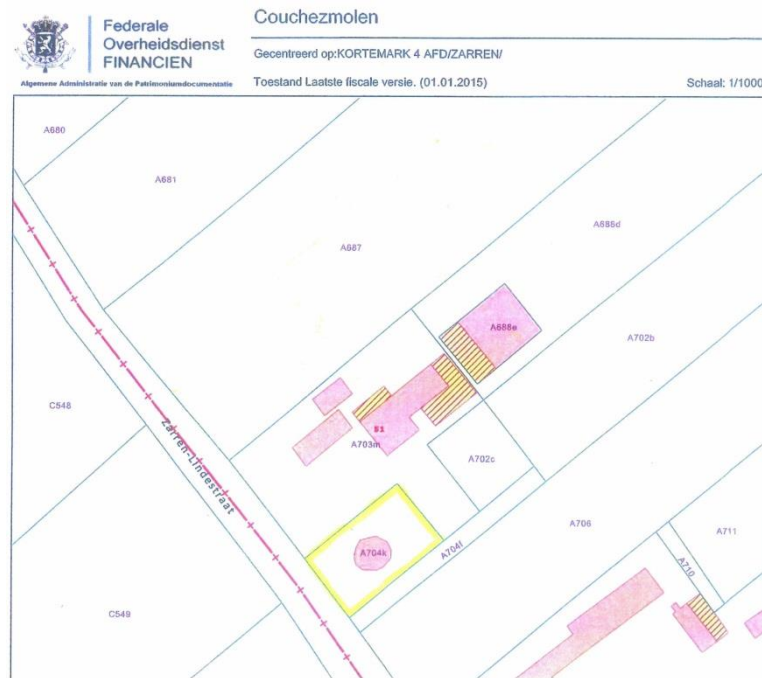 Federale
Overheidsdienst
FINANCIEN
Algemene Administratie van de Patrimoniumdocumentatie
Couchezmolen
Gecentreerd op:KORTEMARK 4 AFD/ZARREN/
Toestand Laatste fiscale versie. (01.01.2015)
Schaal: 1/1000
A680
A681
A687
A685d
A688e
A702b
C548
Zarren-Lindestraat
51
A703m
A702c
A706
A711
A710
A704k
A704l
C549